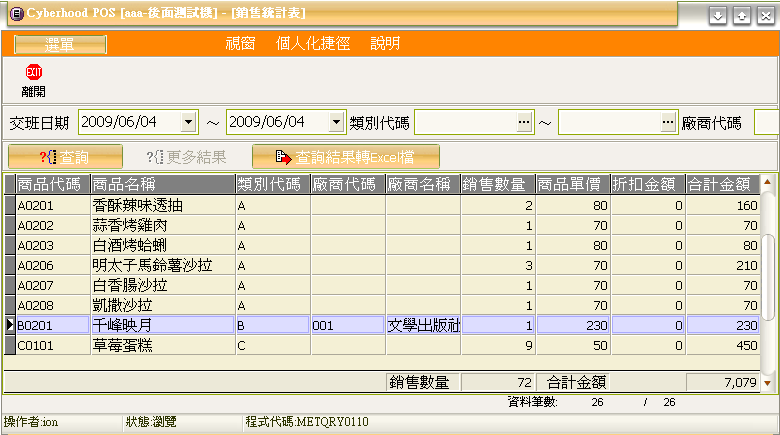 Cyberhood POS [aaa-後面測試機] - [銷售統計表]
選單 視窗 個人化捷徑 說明
EXIT
離開
交班日期 2009/06/04 ～ 2009/06/04 類別代碼 ... ～ ... 廠商代碼
?{} 查詢 ?{} 更多結果 查詢結果轉Excel檔
商品代碼 商品名稱 類別代碼 廠商代碼 廠商名稱 銷售數量 商品單價 折扣金額 合計金額
A0201 香酥辣味透抽 A 2 80 0 160
A0202 蒜香烤雞肉 A 1 70 0 70
A0203 白酒烤蛤蜊 A 1 80 0 80
A0206 明太子馬鈴薯沙拉 A 3 70 0 210
A0207 白香腸沙拉 A 1 70 0 70
A0208 凱撒沙拉 A 1 70 0 70
B0201 千峰映月 B 001 文學出版社 1 230 0 230
C0101 草莓蛋糕 C 9 50 0 450
銷售數量 72 合計金額 7,079
資料筆數: 26 / 26
操作者:ion 狀態:瀏覽 程式代碼:METQRY0110